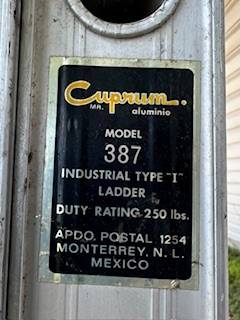 Cuprum.
MR. aluminio
MODEL
387
INDUSTRIAL TYPE "I"
LADDER
DUTY RATING 250 lbs.
APDO. POSTAL 1254
MONTERREY, N. L.
MEXICO